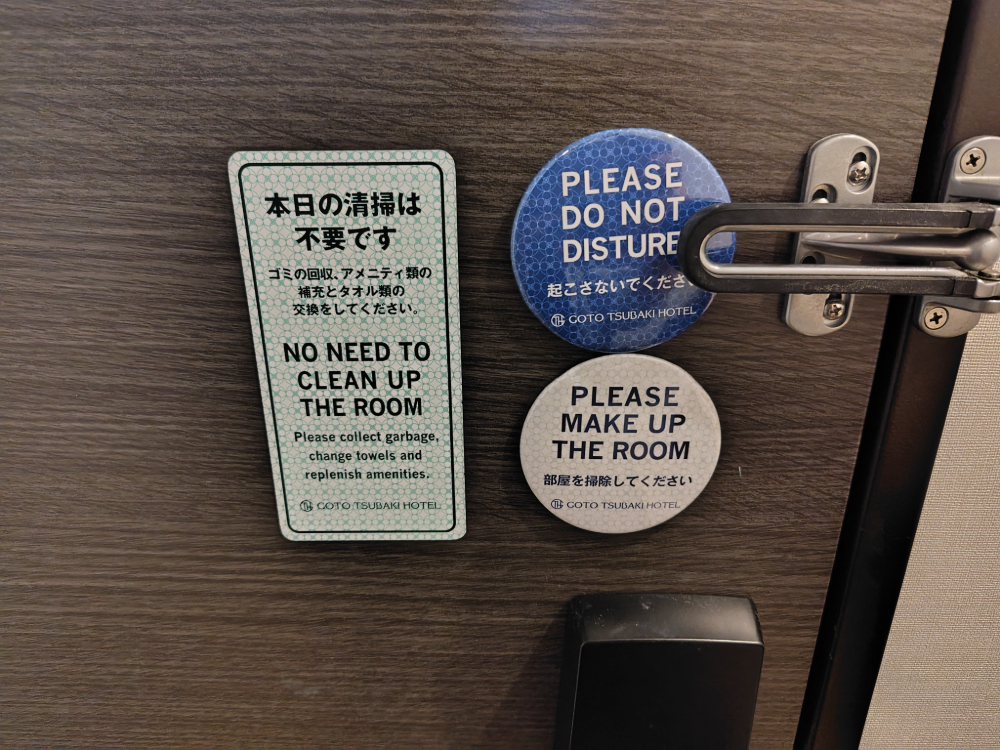 本日の清掃は
不要です
ゴミの回収、アメニティ類の
補充とタオル類の
交換をしてください。
NO NEED TO
CLEAN UP
THE ROOM
Please collect garbage,
change towels and
replenish amenities.
GOTO TSUBAKI HOTEL
PLEASE
DO NOT
DISTURB
起こさないでくださ
GOTO TSUBAKI HOTEL
PLEASE
MAKE UP
THE ROOM
部屋を掃除してください
GOTO TSUBAKI HOTEL